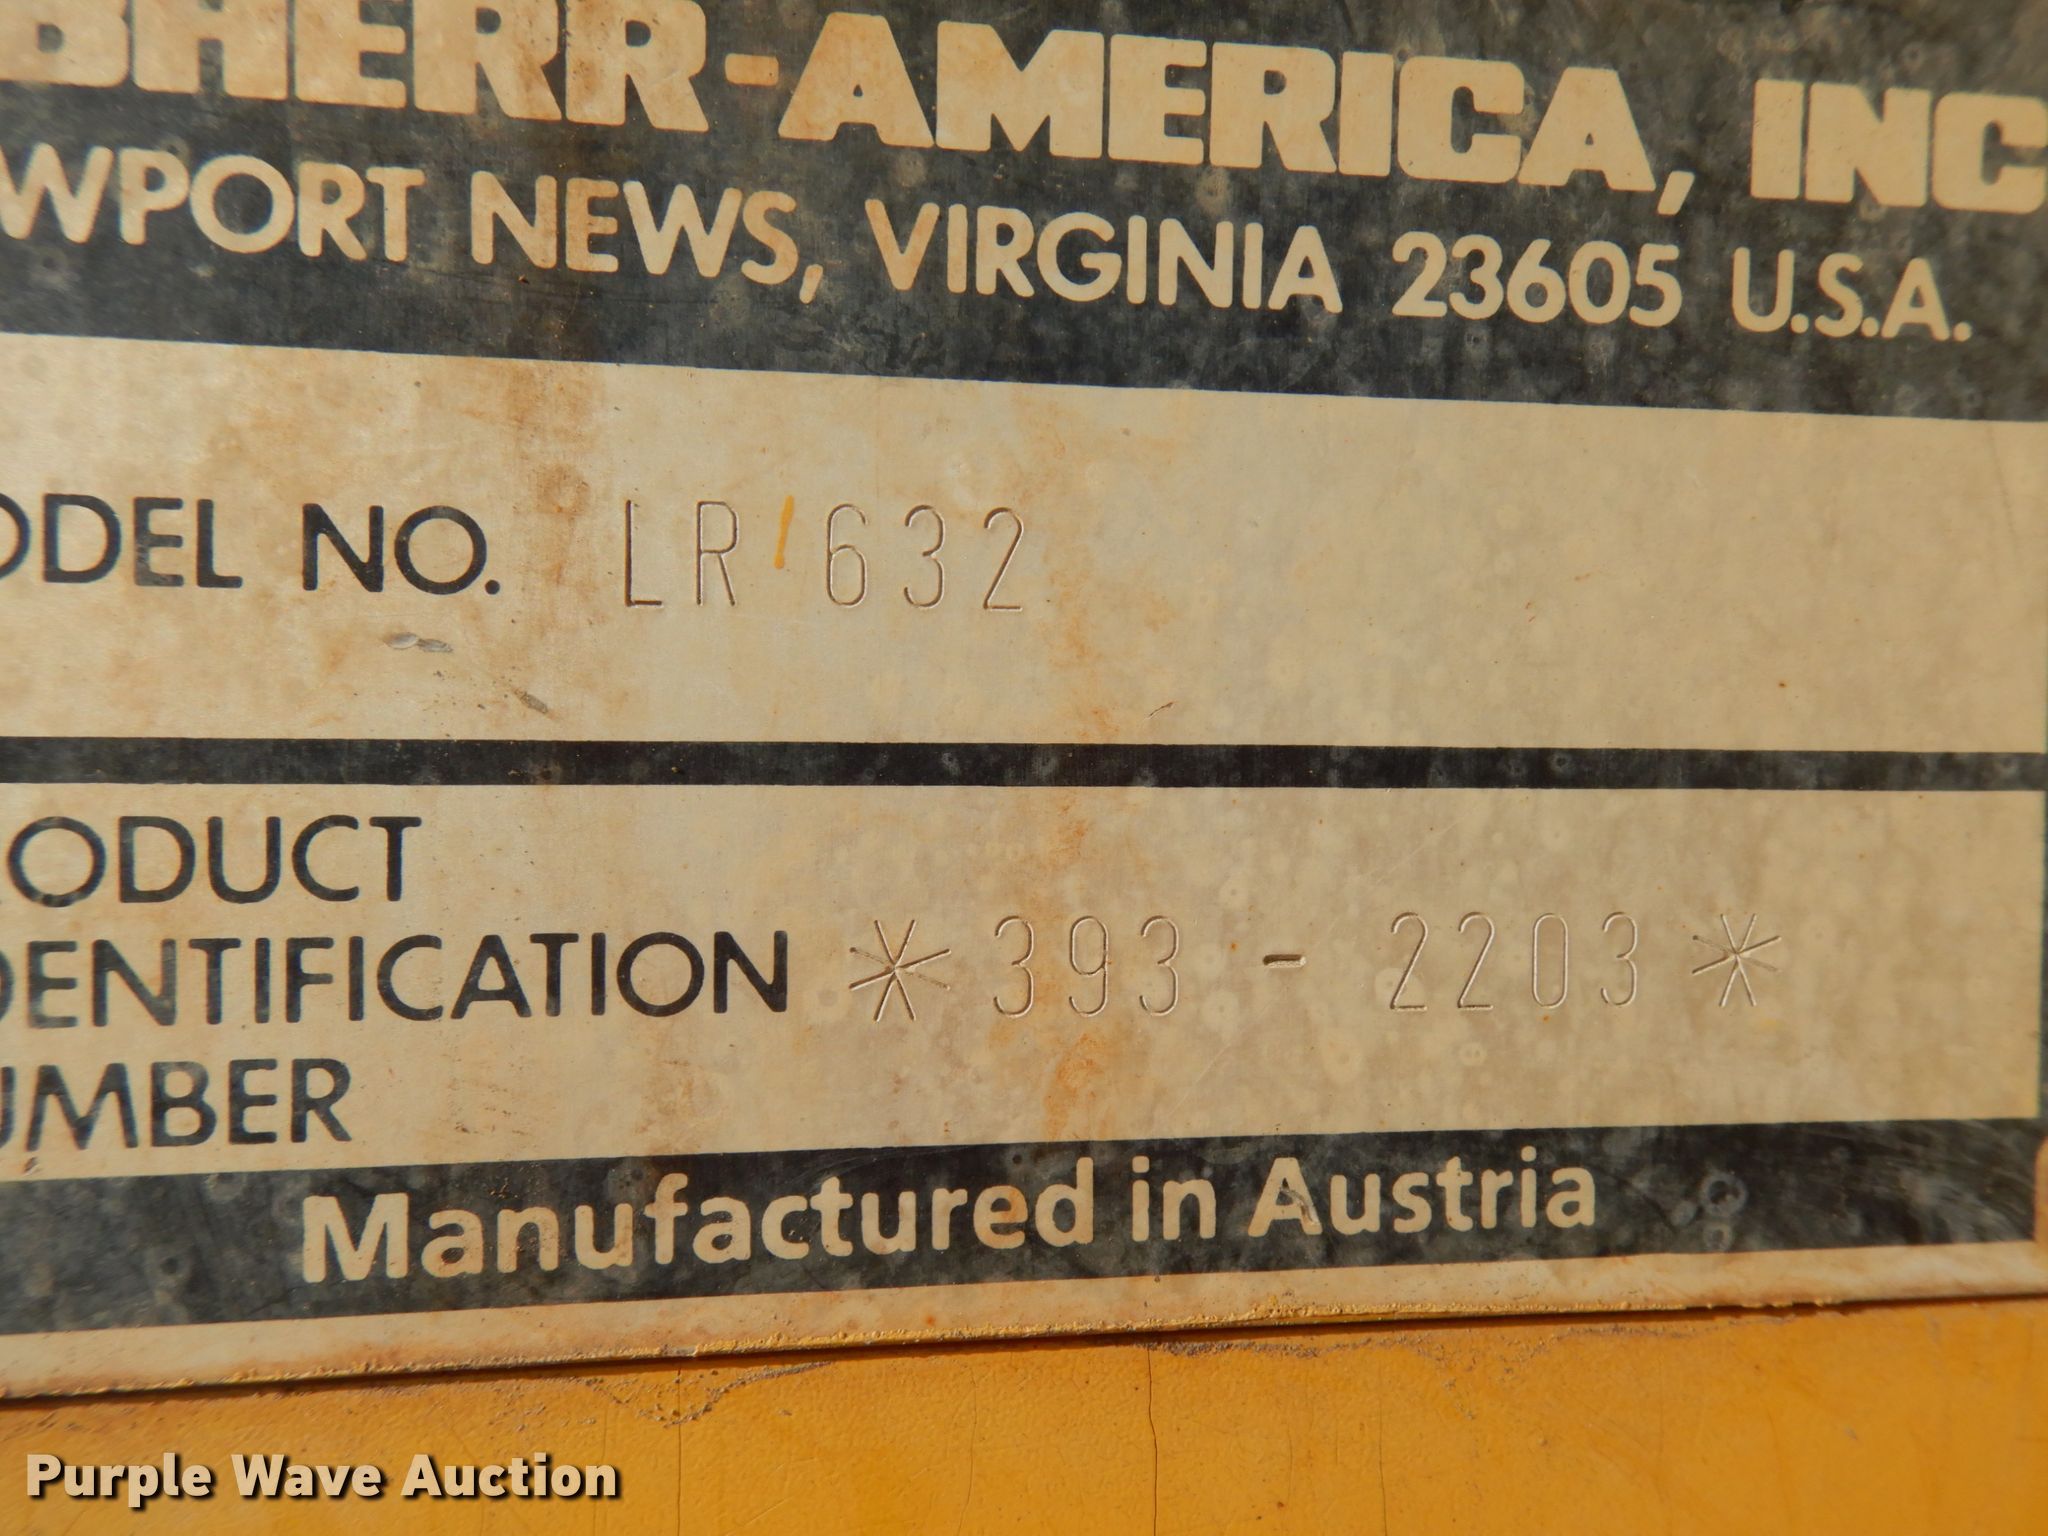 BHERR-AMERICA, INC
WPORT NEWS, VIRGINIA 23605 U.S.A.
ODEL NO. LR 632
ODUCT
DENTIFICATION *393-2203*
UMBER
Manufactured in Austria
Purple Wave Auction